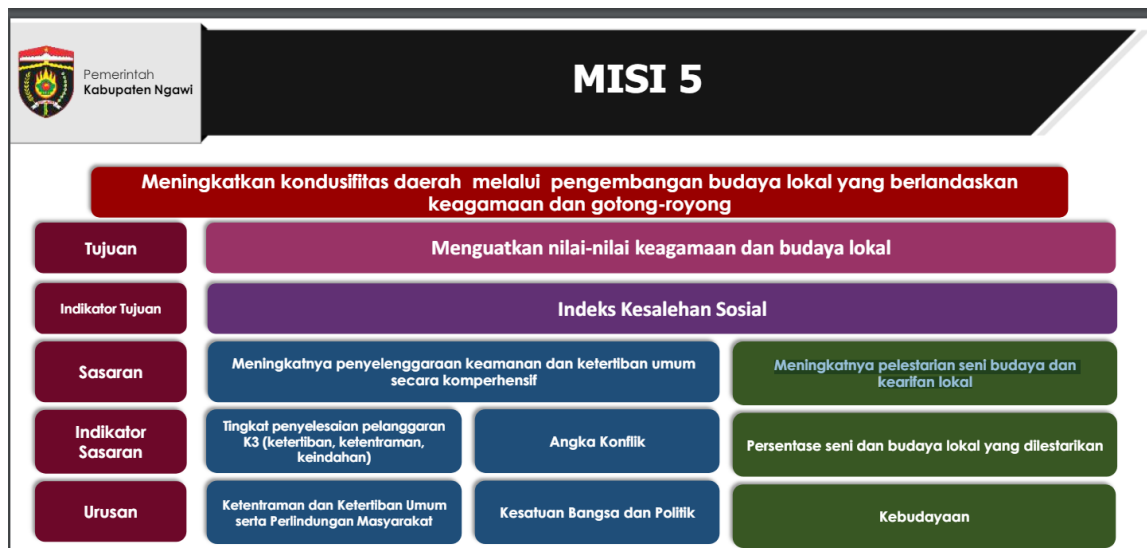 Pemerintah
Kabupaten Ngawi
MISI 5
Meningkatkan kondusifitas daerah melalui pengembangan budaya lokal yang berlandaskan
keagamaan dan gotong-royong
Tujuan
Menguatkan nilai-nilai keagamaan dan budaya lokal
Indikator Tujuan
Indeks Kesalehan Sosial
Sasaran
Meningkatnya penyelenggaraan keamanan dan ketertiban umum
secara komperhensif
Meningkatnya pelestarian seni budaya dan
kearifan lokal
Indikator
Sasaran
Tingkat penyelesaian pelanggaran
K3 (ketertiban, ketentraman,
keindahan)
Angka Konflik
Persentase seni dan budaya lokal yang dilestarikan
Urusan
Ketentraman dan Ketertiban Umum
serta Perlindungan Masyarakat
Kesatuan Bangsa dan Politik
Kebudayaan